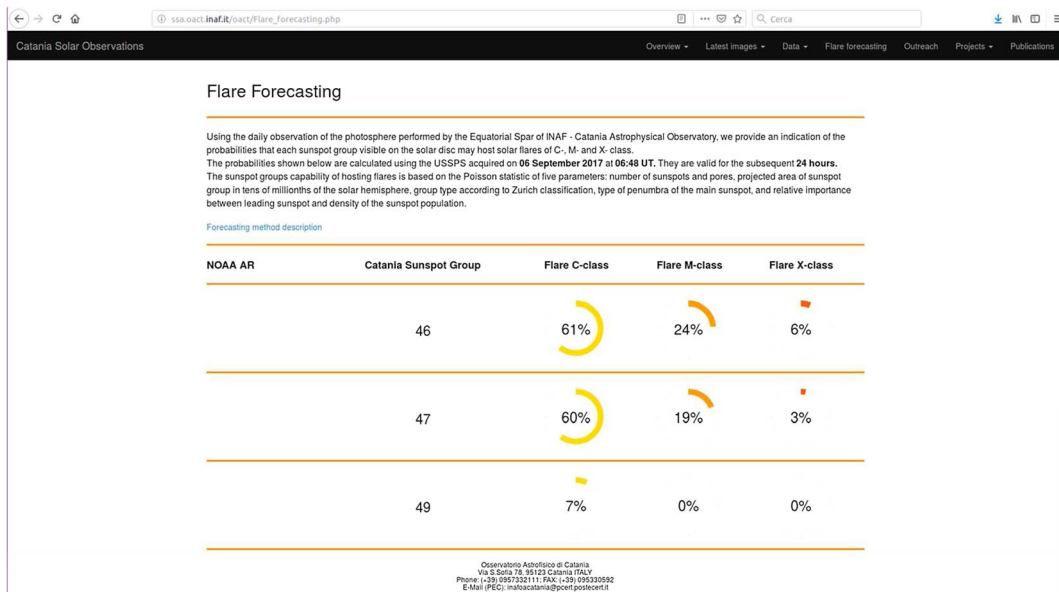 ssa.oact.inaf.it/oact/Flare_forecasting.php
Cerca
Catania Solar Observations
Overview Latest images Data Flare forecasting Outreach Projects Publications
Flare Forecasting
Using the daily observation of the photosphere performed by the Equatorial Spar of INAF - Catania Astrophysical Observatory, we provide an indication of the
probabilities that each sunspot group visible on the solar disc may host solar flares of C-, M- and X- class.
The probabilities shown below are calculated using the USSPS acquired on 06 September 2017 at 06:48 UT. They are valid for the subsequent 24 hours.
The sunspot groups capability of hosting flares is based on the Poisson statistic of five parameters: number of sunspots and pores, projected area of sunspot
group in tens of millionths of the solar hemisphere, group type according to Zurich classification, type of penumbra of the main sunspot, and relative importance
between leading sunspot and density of the sunspot population.
Forecasting method description
NOAA AR Catania Sunspot Group Flare C-class Flare M-class Flare X-class
46 61% 24% 6%
47 60% 19% 3%
49 7% 0% 0%
Osservatorio Astrofisico di Catania
Via S.Sofia 78, 95123 Catania ITALY
Phone: (+39) 0957332111; FAX: (+39) 095330592
E-Mail (PEC): inafoacatania@pcert.postecert.it